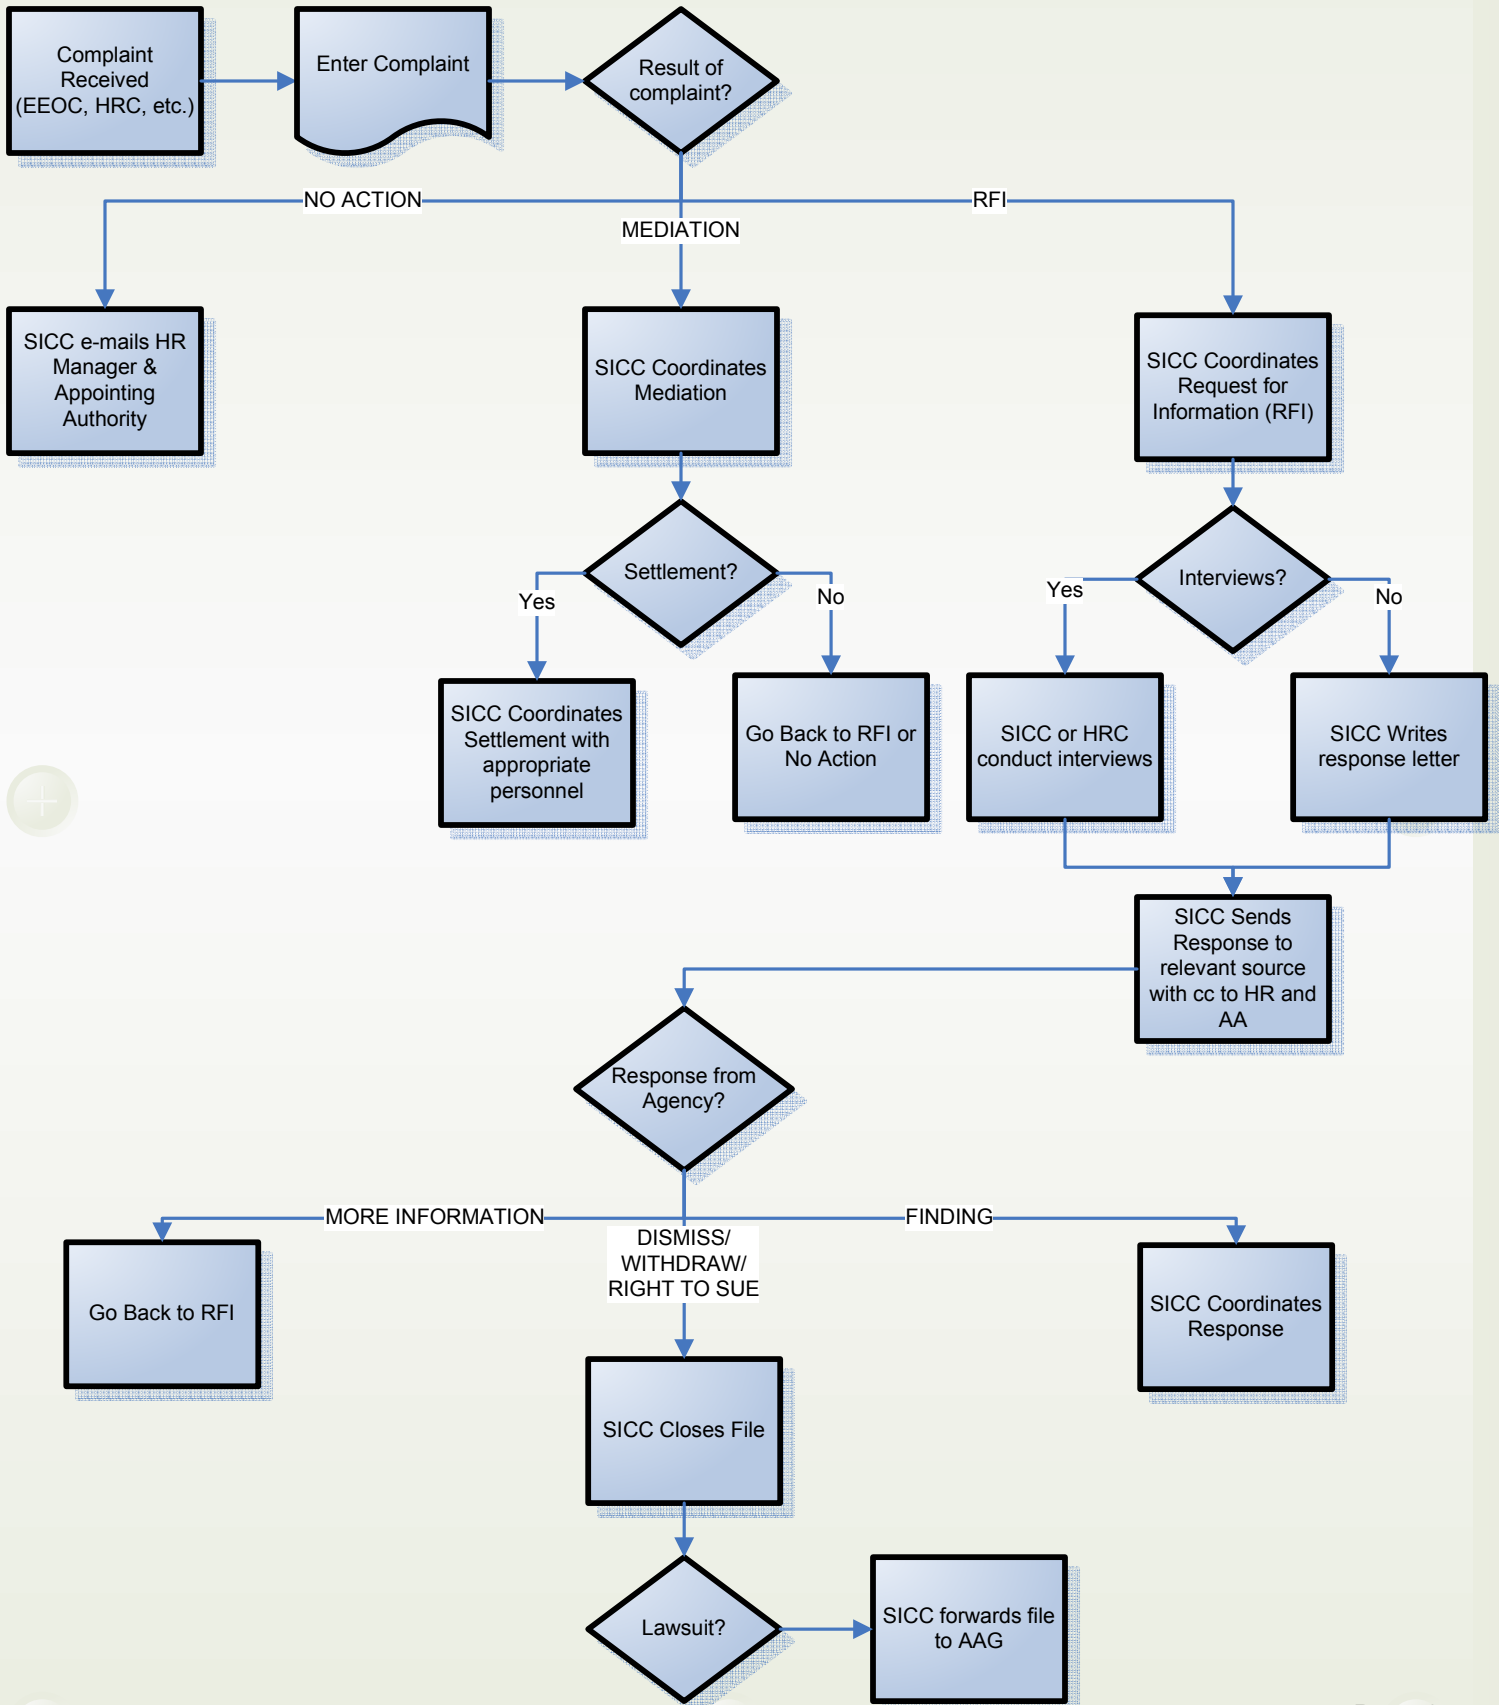 Complaint
Received
(EEOC, HRC, etc.)
Enter Complaint
Result of
complaint?
NO ACTION
MEDIATION
RFI
SICC e-mails HR
Manager &
Appointing
Authority
SICC Coordinates
Mediation
SICC Coordinates
Request for
Information (RFI)
Settlement?
Interviews?
Yes
No
Yes
No
SICC Coordinates
Settlement with
appropriate
personnel
Go Back to RFI or
No Action
SICC or HRC
conduct interviews
SICC Writes
response letter
SICC Sends
Response to
relevant source
with cc to HR and
AA
Response from
Agency?
MORE INFORMATION
DISMISS/
WITHDRAW/
RIGHT TO SUE
FINDING
Go Back to RFI
SICC Closes File
SICC Coordinates
Response
Lawsuit?
SICC forwards file
to AAG